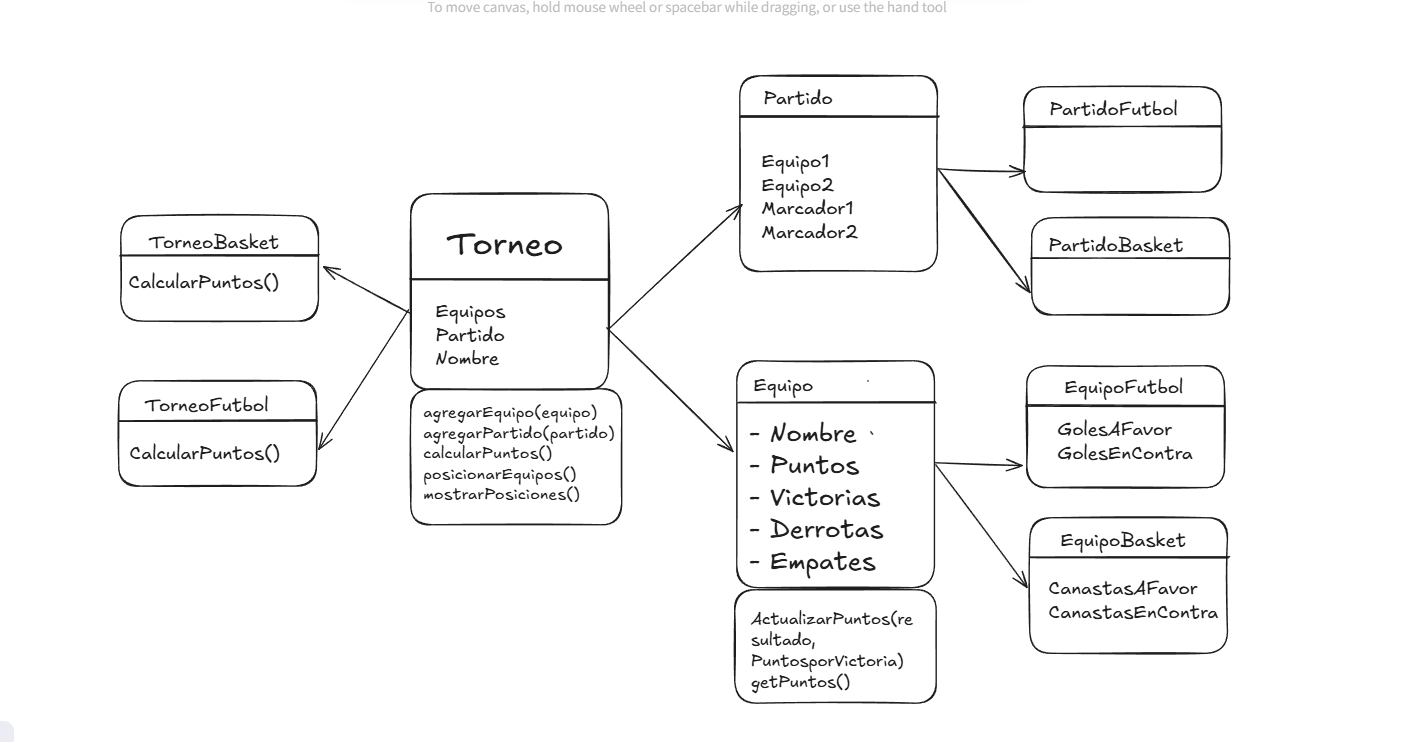 To move canvas, hold mouse wheel or spacebar while dragging, or use the hand tool
TorneoBasket
CalcularPuntos()
TorneoFutbol
CalcularPuntos()
Torneo
Equipos
Partido
Nombre
agregarEquipo(equipo)
agregarPartido(partido)
calcularPuntos()
posicionarEquipos()
mostrarPosiciones()
Partido
Equipo1
Equipo2
Marcador1
Marcador2
Equipo
- Nombre
- Puntos
- Victorias
- Derrotas
- Empates
ActualizarPuntos(re
sultado,
PuntosporVictoria)
getPuntos()
PartidoFutbol
PartidoBasket
EquipoFutbol
GolesAFavor
GolesEnContra
EquipoBasket
CanastasAFavor
CanastasEnContra